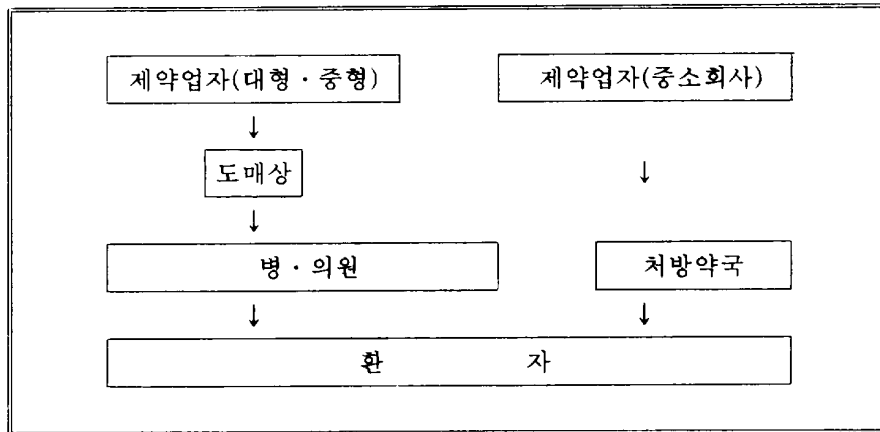 제약업자(대형·중형) 제약업자(중소회사)
↓
도매상 ↓
↓
병·의원 처방약국
↓ ↓
환 자